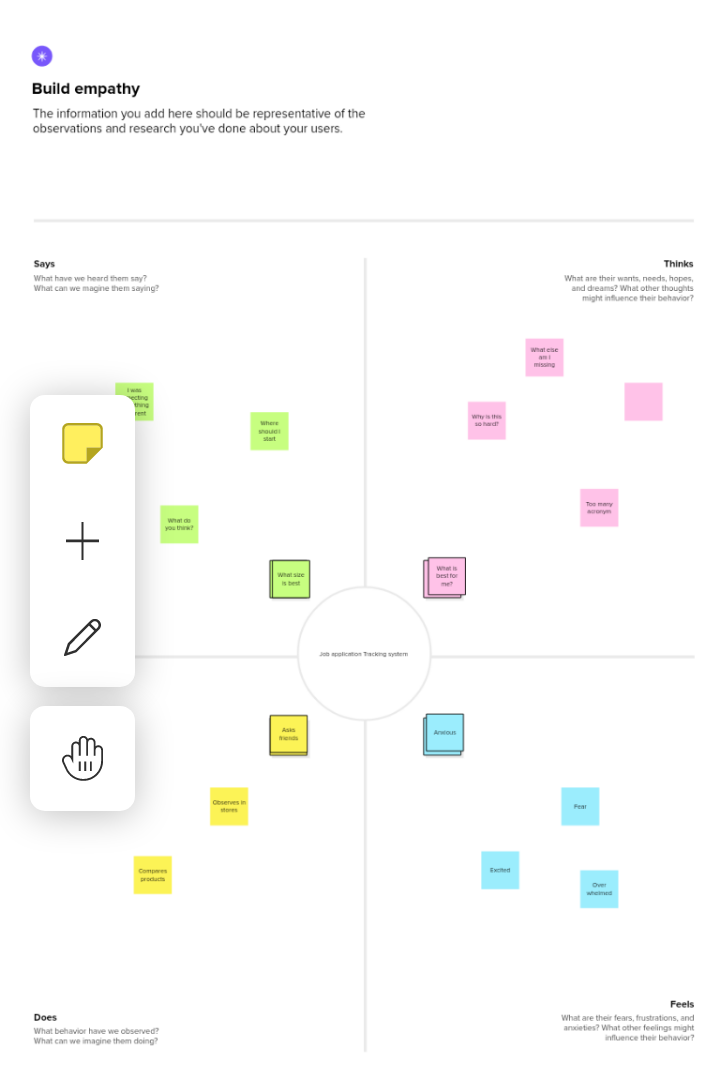 Build empathy
The information you add here should be representative of the
observations and research you've done about your users.
Says
What have we heard them say?
What can we magine them saying?
Thinks
What are their wants, needs, hopes,
and dreams? What other thoughts
might influence their behavior?
I was
Where
should I
start
What do
you think?
What size
is best
What else
am I
missing
Why is this
so hard?
Too many
acronym
What is
best for
me?
Job application Tracking system
Asks
friends
Observes in
stores
Compares
products
Fear
Over
whelmed
Does
What behavior have we observed?
What can we imagine them doing?
Feels
What are their fears, frustrations, and
anxieties? What other feelings might
influence their behavior?